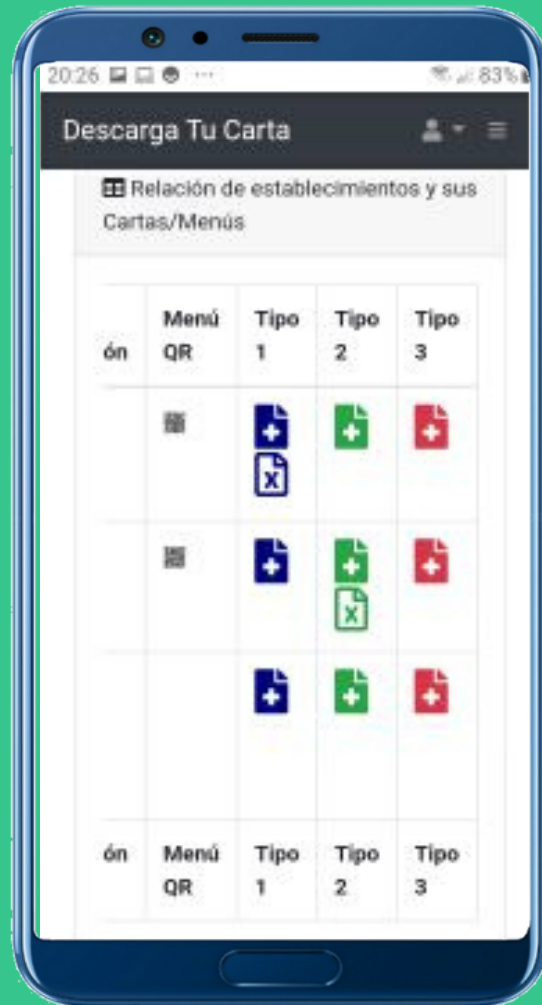 20:26 ... 83%
Descarga Tu Carta
Relación de establecimientos y sus
Cartas/Menús
ón Menú QR Tipo 1 Tipo 2 Tipo 3
ón Menú QR Tipo 1 Tipo 2 Tipo 3